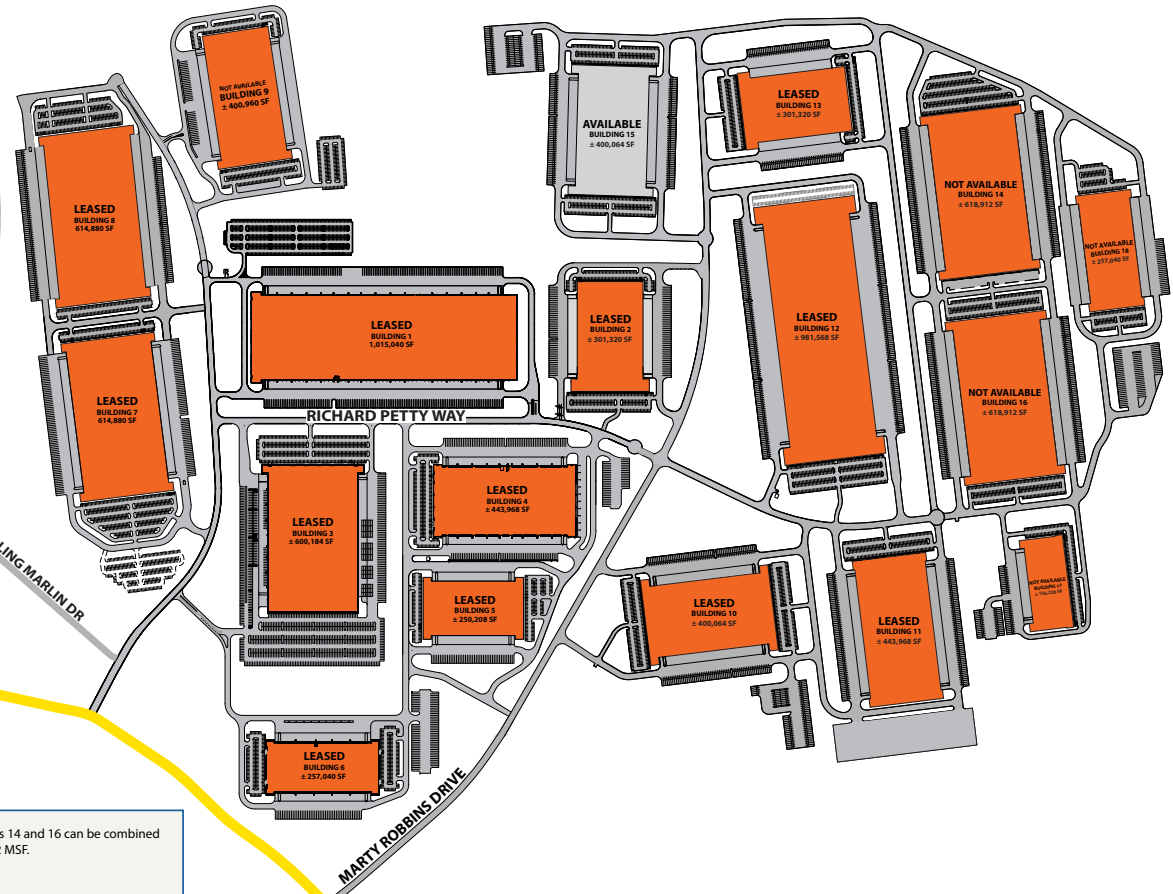 NOT AVAILABLE
BUILDING 9
± 400,960 SF
LEASED
BUILDING 8
614,880 SF
LEASED
BUILDING 7
614,880 SF
LEASED
BUILDING 1
1,015,040 SF
AVAILABLE
BUILDING 15
± 400,064 SF
LEASED
BUILDING 13
± 301,320 SF
NOT AVAILABLE
BUILDING 14
± 618,912 SF
NOT AVAILABLE
BUILDING 18
± 257,040 SF
LEASED
BUILDING 2
± 301,320 SF
LEASED
BUILDING 12
± 981,568 SF
NOT AVAILABLE
BUILDING 16
± 618,912 SF
RICHARD PETTY WAY
LEASED
BUILDING 3
± 600,184 SF
LEASED
BUILDING 4
± 443,968 SF
LEASED
BUILDING 5
± 250,208 SF
LEASED
BUILDING 10
± 400,064 SF
LEASED
BUILDING 11
± 443,968 SF
NOT AVAILABLE
BUILDING 17
SF
LEASED
BUILDING 6
± 257,040 SF
LING MARLIN DR
MARTY ROBBINS DRIVE
s 14 and 16 can be combined
MSF.